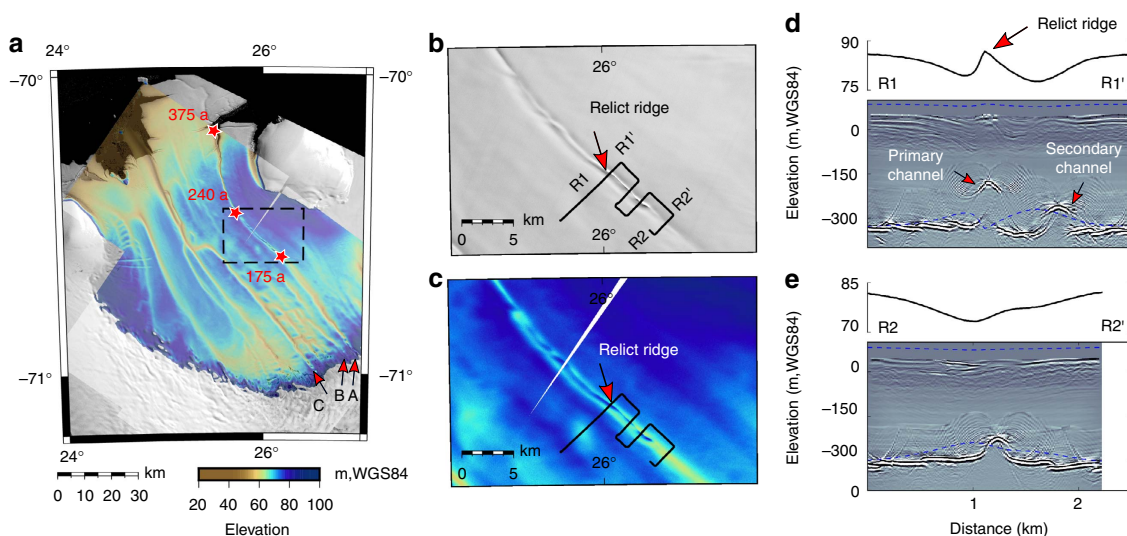 a
24°
26°
–70°
–70°
375 a
240 a
175 a
–71°
–71°
C
B
A
24°
26°
km
0 10 20 30
m,WGS84
20 40 60 80 100
Elevation
b
26°
Relict ridge
R1
R1'
R2
R2'
km
0 5
26°
c
26°
Relict ridge
km
0 5
26°
d
Relict ridge
90
75
R1
R1'
Elevation (m,WGS84)
0
–150
–300
Primary
channel
Secondary
channel
e
85
70
R2
R2'
Elevation (m,WGS84)
0
–150
–300
0
1
2
Distance (km)